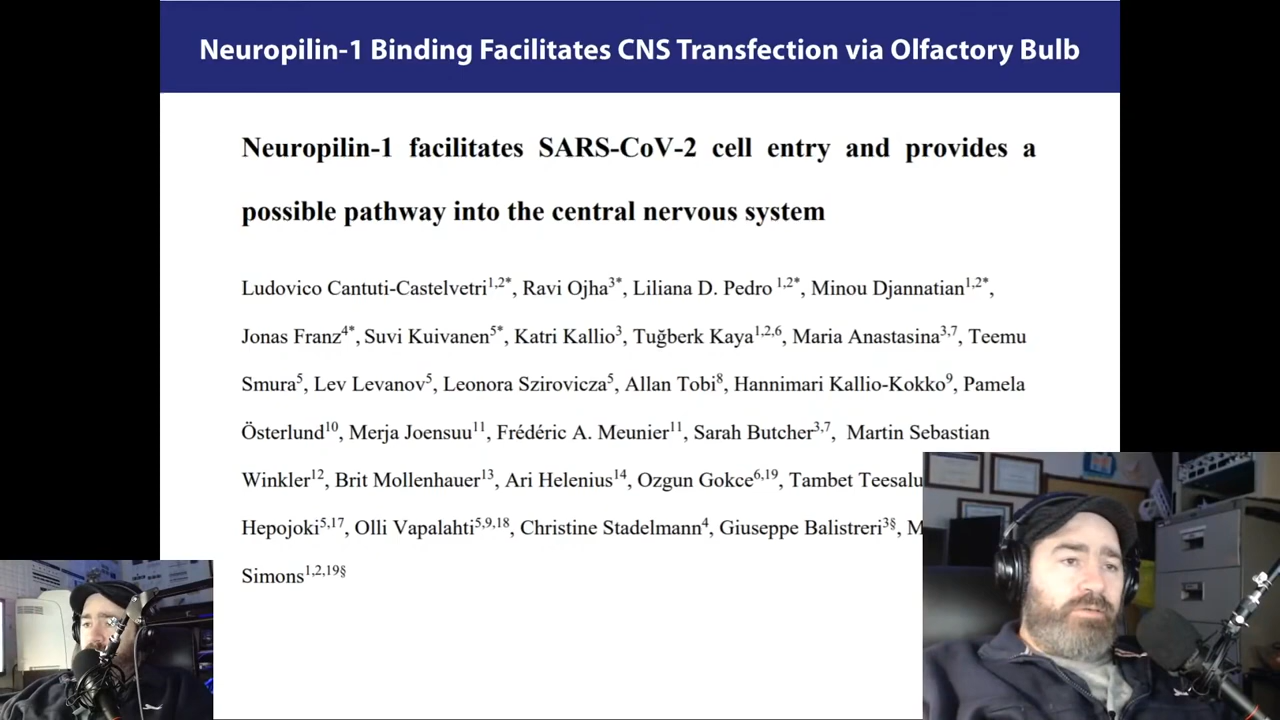 Neuropilin-1 Binding Facilitates CNS Transfection via Olfactory Bulb
Neuropilin-1 facilitates SARS-CoV-2 cell entry and provides a
possible pathway into the central nervous system
Ludovico Cantuti-Castelvetri1,2*, Ravi Ojha3*, Liliana D. Pedro 1,2*, Minou Djannatian1,2*,
Jonas Franz4*, Suvi Kuivanen5*, Katri Kallio3, Tuğberk Kaya1,2,6, Maria Anastasina3,7, Teemu
Smura5, Lev Levanov5, Leonora Szirovicza5, Allan Tobi8, Hannimari Kallio-Kokko9, Pamela
Österlund10, Merja Joensuu11, Frédéric A. Meunier11, Sarah Butcher3,7, Martin Sebastian
Winkler12, Brit Mollenhauer13, Ari Helenius14, Ozgun Gokce6,19, Tambet Teesalu
Hepojoki5,17, Olli Vapalahti5,9,18, Christine Stadelmann4, Giuseppe Balistreri3§, M
Simons1,2,19§